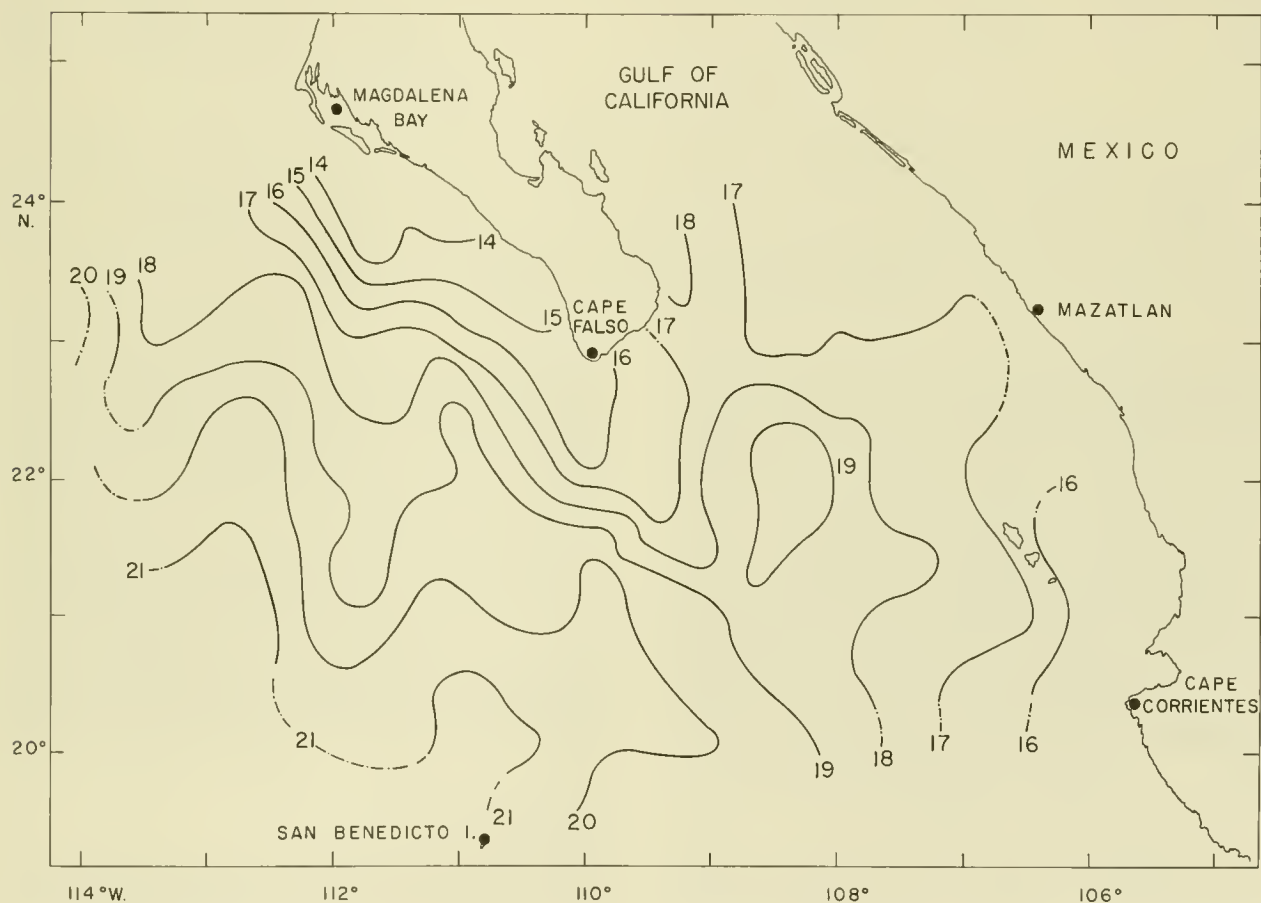 GULF OF
CALIFORNIA
MAGDALENA
BAY
MEXICO
14
15
16
17
24°
N.
17
18
14
20
19
18
15
CAPE
FALSO
17
MAZATLAN
16
19
22°
16
21
CAPE
CORRIENTES
20°
21
17
16
18
19
SAN BENEDICTO I.
21
20
114°W.
112°
110°
108°
106°